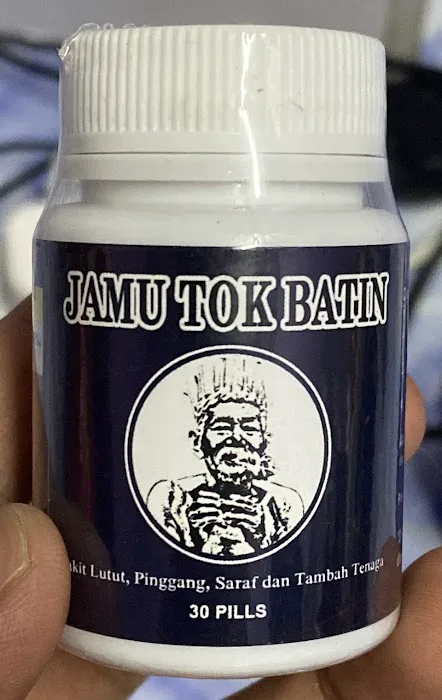 JAMU TOK BATIN
Lutut, Pinggang, Saraf dan Tambah Tenaga
30 PILLS